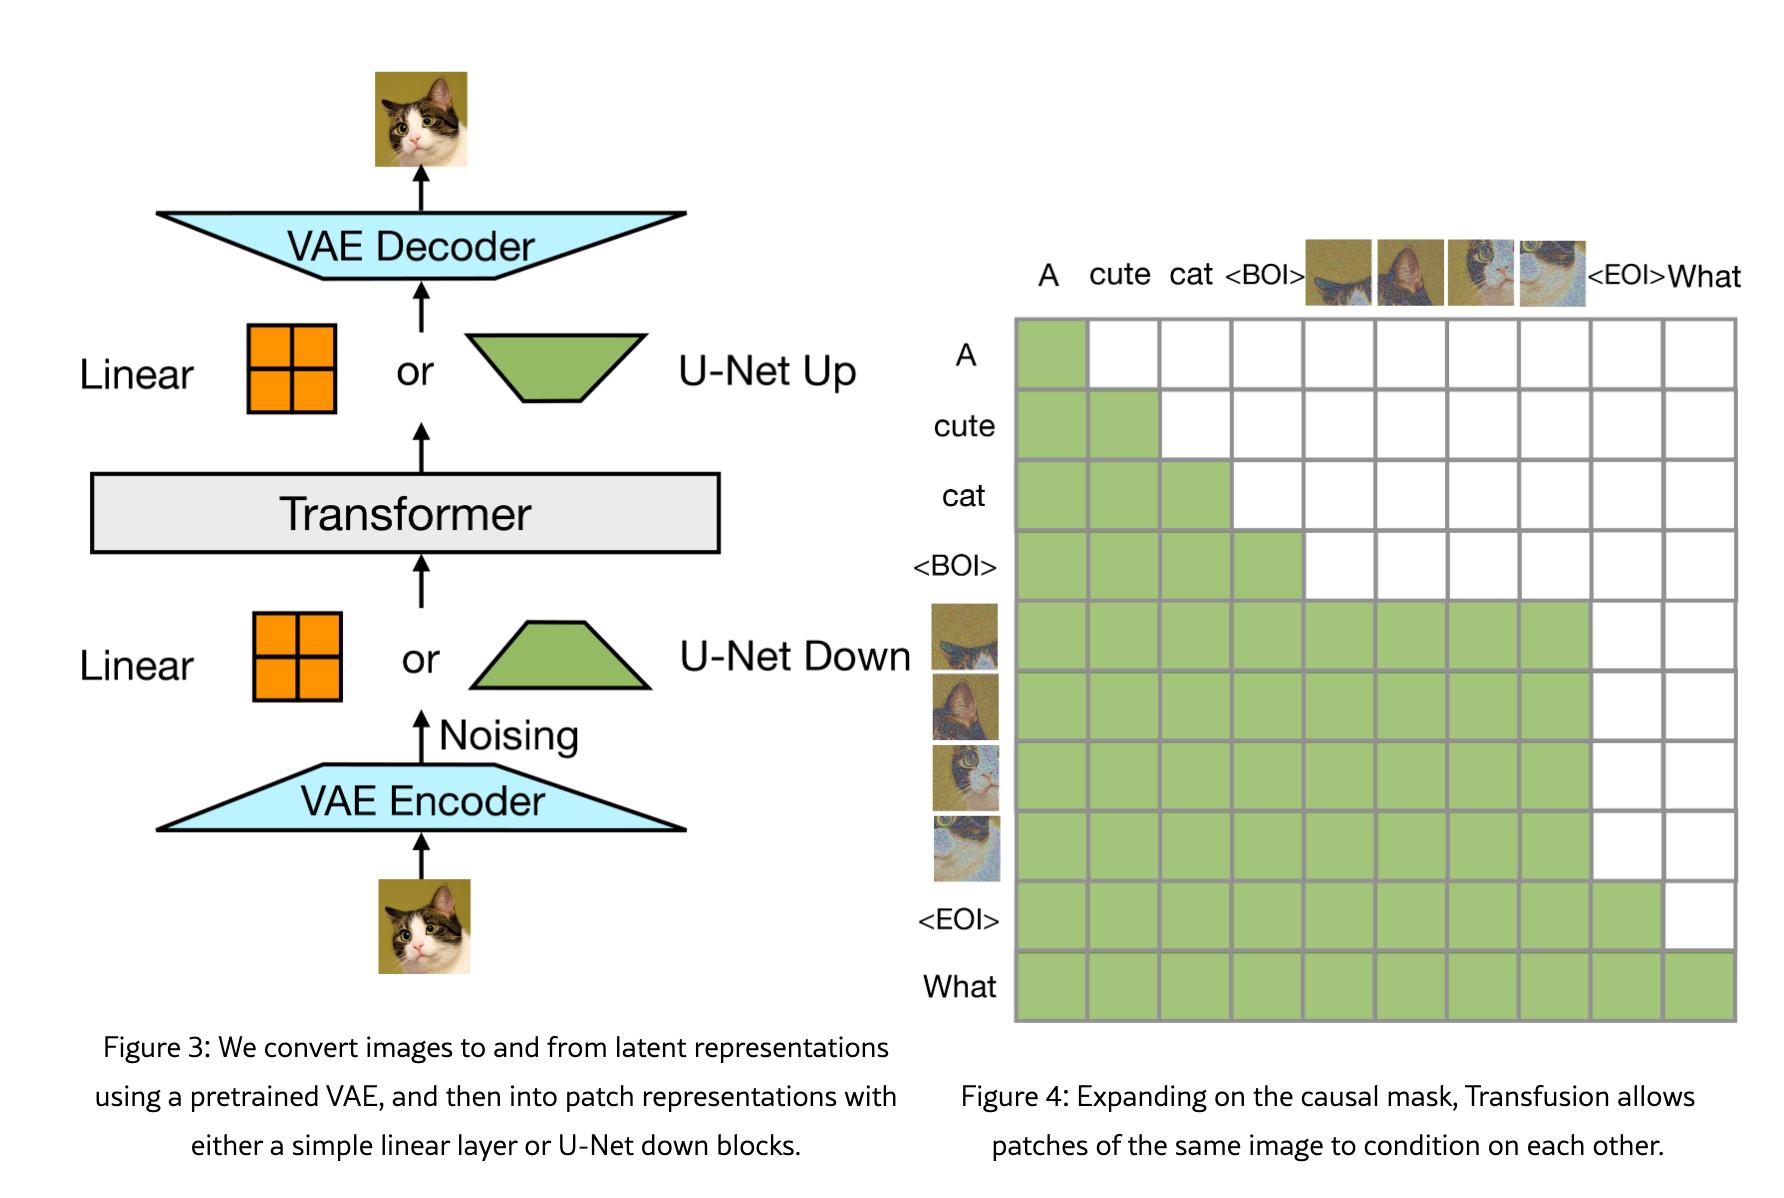 VAE Decoder
Linear or U-Net Up
Transformer
Linear or U-Net Down
Noising
VAE Encoder
Figure 3: We convert images to and from latent representations
using a pretrained VAE, and then into patch representations with
either a simple linear layer or U-Net down blocks.
A cute cat <BOI> <EOI> What
A
cute
cat
<BOI>
<EOI>
What
Figure 4: Expanding on the causal mask, Transfusion allows
patches of the same image to condition on each other.